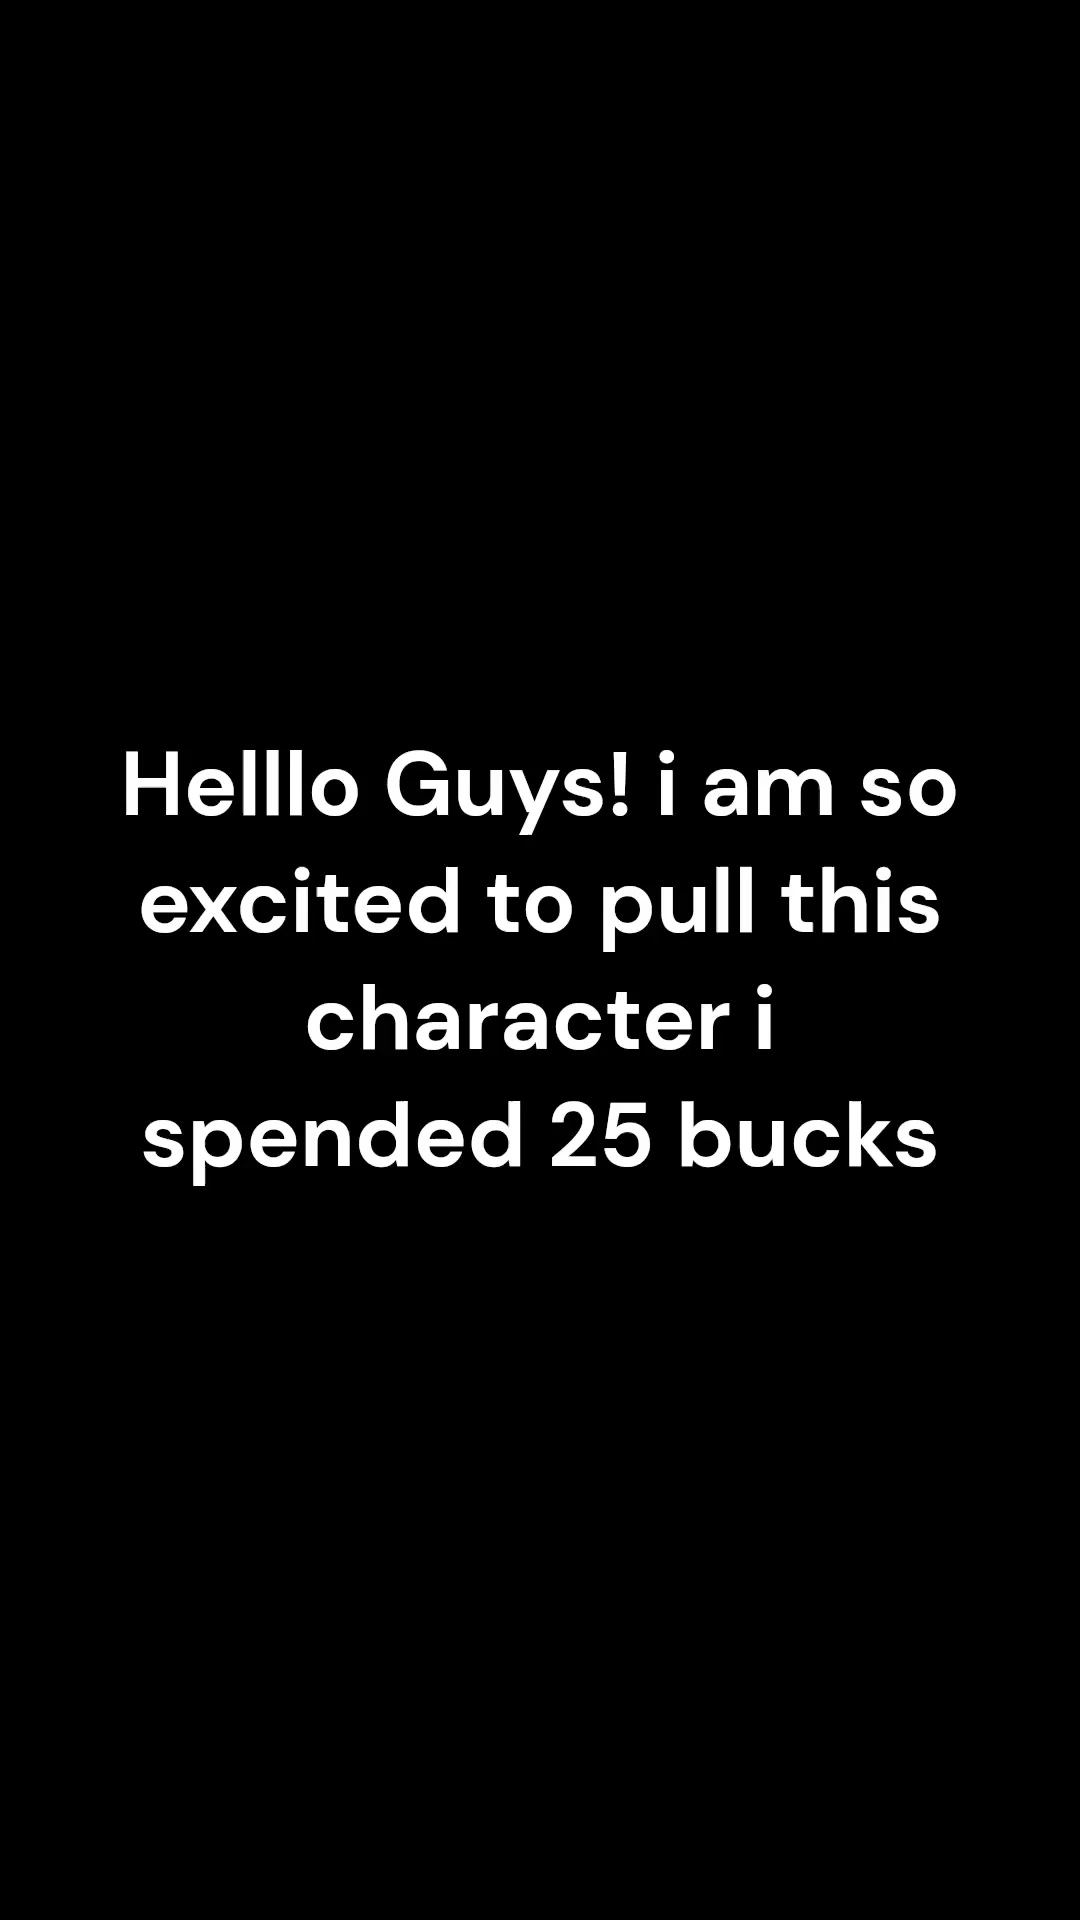 Helllo Guys! i am so
excited to pull this
character i
spended 25 bucks